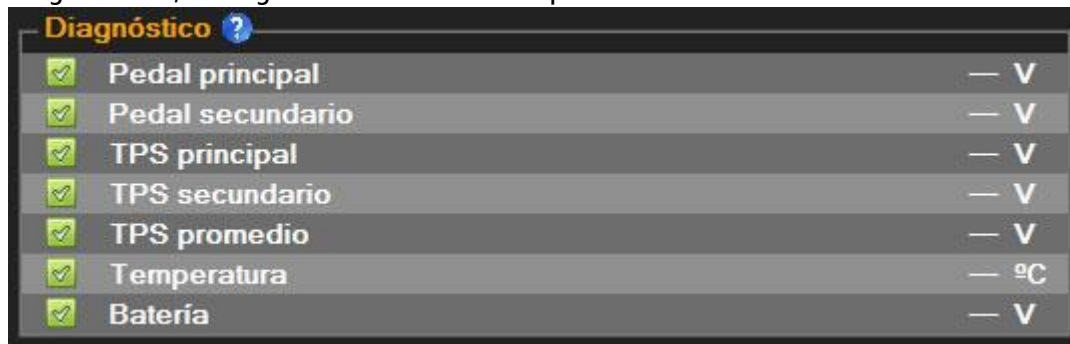 Diagnóstico ?
Pedal principal — V
Pedal secundario — V
TPS principal — V
TPS secundario — V
TPS promedio — V
Temperatura — ºC
Batería — V